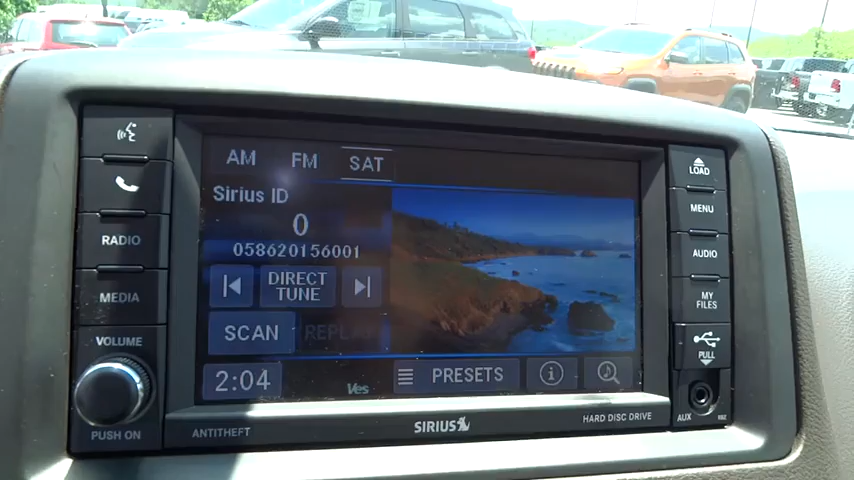 AM FM SAT
Sirius ID
0
058620156001
DIRECT
TUNE
SCAN REPLAY
2:04
Ves
PRESETS
RADIO
MEDIA
VOLUME
PUSH ON
LOAD
MENU
AUDIO
MY
FILES
PULL
AUX
ANTITHEFT
SIRIUS
HARD DISC DRIVE